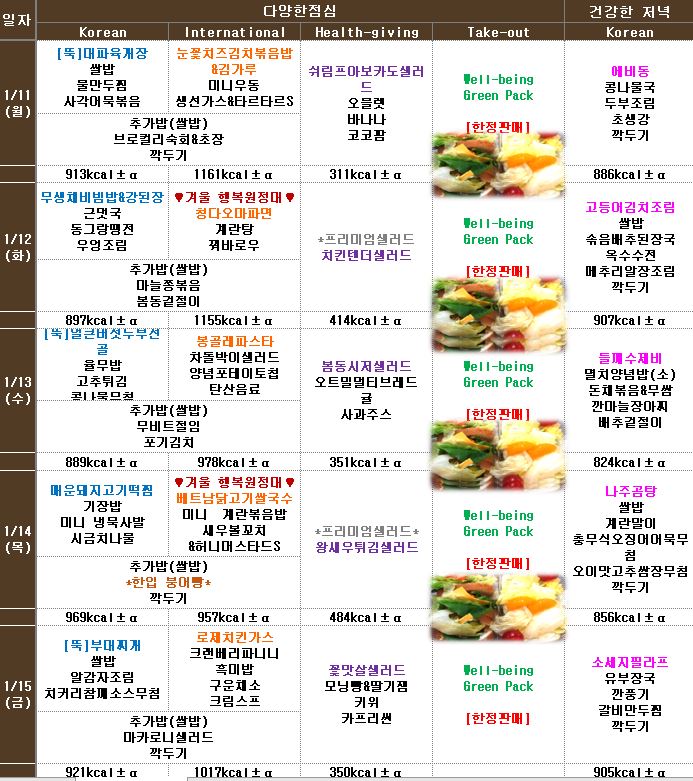 일자
다양한점심
건강한 저녁
Korean
International
Health-giving
Take-out
Korean
1/11
(월)
[뚝]대파육개장
쌀밥
물만두찜
사각어묵볶음
눈꽃치즈김치볶음밥
&김가루
미니우동
생선가스&타르타르S
추가밥(쌀밥)
브로컬리숙회&초장
깍두기
쉬림프아보카도샐러
드
오믈렛
바나나
코코팜
Well-being
Green Pack
[한정판매]
에비동
콩나물국
두부조림
초생강
깍두기
913kcal±α
1161kcal±α
311kcal±α
886kcal±α
1/12
(화)
무생채비빔밥&강된장
근댓국
동그랑땡전
우엉조림
♥겨울 행복원정대♥
청다오마파면
계란탕
꿔바로우
추가밥(쌀밥)
마늘쫑볶음
봄동겉절이
*프리미엄샐러드
치킨텐더샐러드
Well-being
Green Pack
[한정판매]
고등어김치조림
쌀밥
솎음배추된장국
옥수수전
메추리알장조림
깍두기
897kcal±α
1155kcal±α
414kcal±α
907kcal±α
1/13
(수)
[뚝]얼큰버섯두부전
골
율무밥
고추튀김
콩나물무침
봉골레파스타
차돌박이샐러드
양념포테이토칩
탄산음료
추가밥(쌀밥)
무비트절임
포기김치
봄동시저샐러드
오트밀멀티브레드
귤
사과주스
Well-being
Green Pack
[한정판매]
들깨수제비
멸치양념밥(소)
돈채볶음&무쌈
깐마늘장아찌
배추겉절이
889kcal±α
978kcal±α
351kcal±α
824kcal±α
1/14
(목)
매운돼지고기떡찜
기장밥
미니 냉묵사발
시금치나물
♥겨울 행복원정대♥
베트남닭고기쌀국수
미니 계란볶음밥
새우볼꼬치
&허니머스타드S
추가밥(쌀밥)
*한입 붕어빵*
깍두기
*프리미엄샐러드*
왕새우튀김샐러드
Well-being
Green Pack
[한정판매]
나주곰탕
쌀밥
계란말이
충무식오징어어묵무
침
오이맛고추쌈장무침
깍두기
969kcal±α
957kcal±α
484kcal±α
856kcal±α
1/15
(금)
[뚝]부대찌개
쌀밥
알감자조림
치커리참깨소스무침
로제치킨가스
크랜베리파니니
흑미밥
구운채소
크림스프
추가밥(쌀밥)
마카로니샐러드
깍두기
꽃맛살샐러드
모닝빵&딸기잼
키위
카프리썬
Well-being
Green Pack
[한정판매]
소세지필라프
유부장국
깐풍기
갈비만두찜
깍두기
921kcal±α
1017kcal±α
350kcal±α
905kcal±α